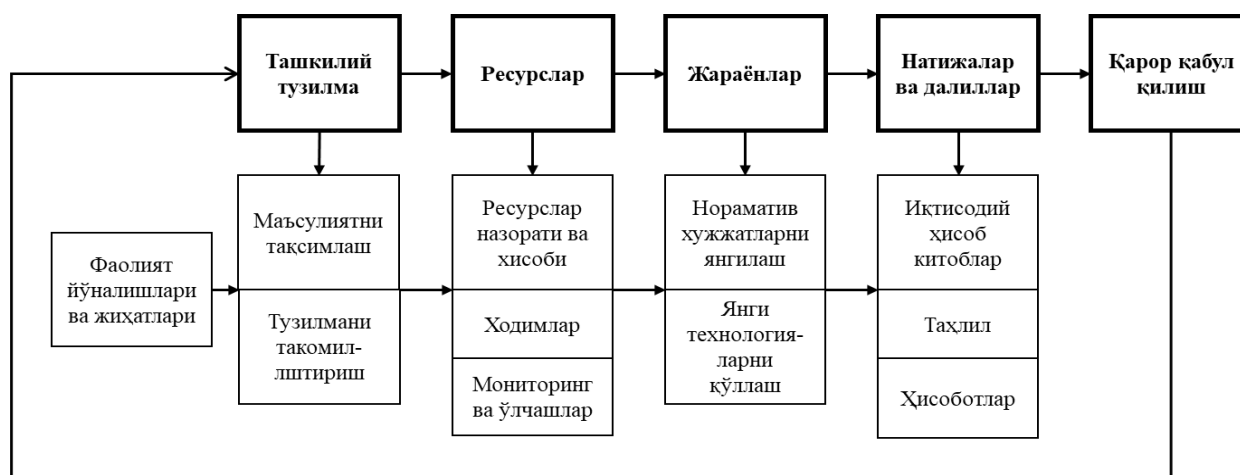 Ташкилий
тузилма
Ресурслар
Жараёнлар
Натижалар
ва далиллар
Қарор қабул
қилиш
Фаолият
йўналишлари
ва жиҳатлари
Маъсулиятни
тақсимлаш
Тузилмани
такомил-
лштириш
Ресурслар
назорати ва
хисоби
Ходимлар
Мониторинг
ва ўлчашлар
Нораматив
хужжатларни
янгилаш
Янги
технология-
ларни
қўллаш
Иқтисодий
ҳисоб
китоблар
Таҳлил
Ҳисоботлар